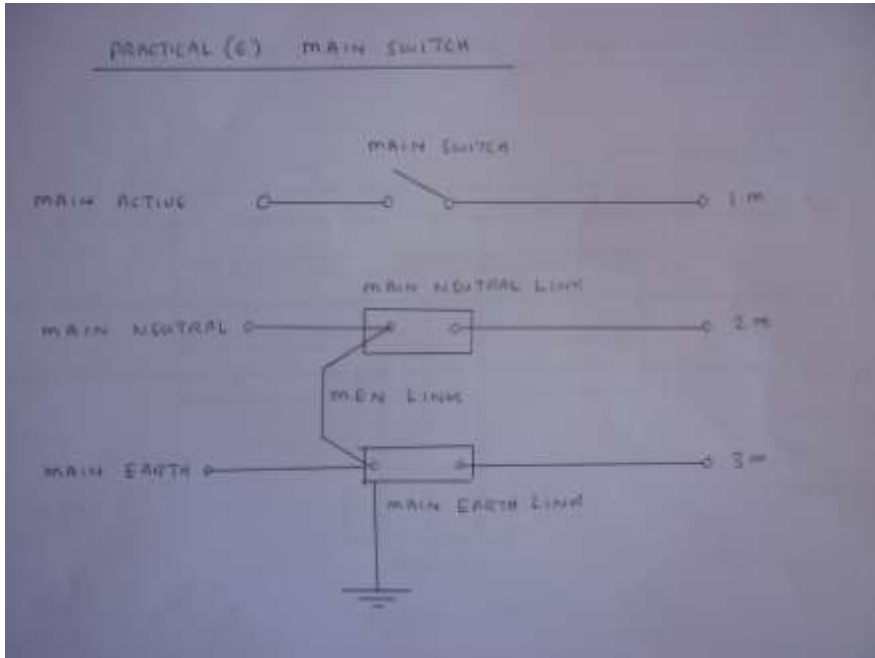 PRACTICAL (6) MAIN SWITCH
MAIN SWITCH
MAIN ACTIVE 1 m
MAIN NEUTRAL LINK
MAIN NEUTRAL 2 m
MEN LINK
MAIN EARTH 3 m
MAIN EARTH LINK